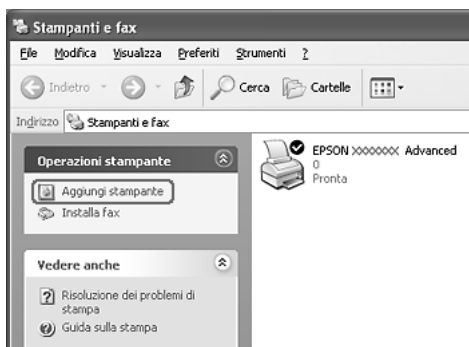 Stampanti e fax
File Modifica Visualizza Preferiti Strumenti ?
Indietro Cerca Cartelle
Indirizzo Stampanti e fax
Operazioni stampante
Aggiungi stampante
Installa fax
Vedere anche
? Risoluzione dei problemi di
stampa
Guida sulla stampa
EPSON XXXXXXX Advanced
0
Pronta